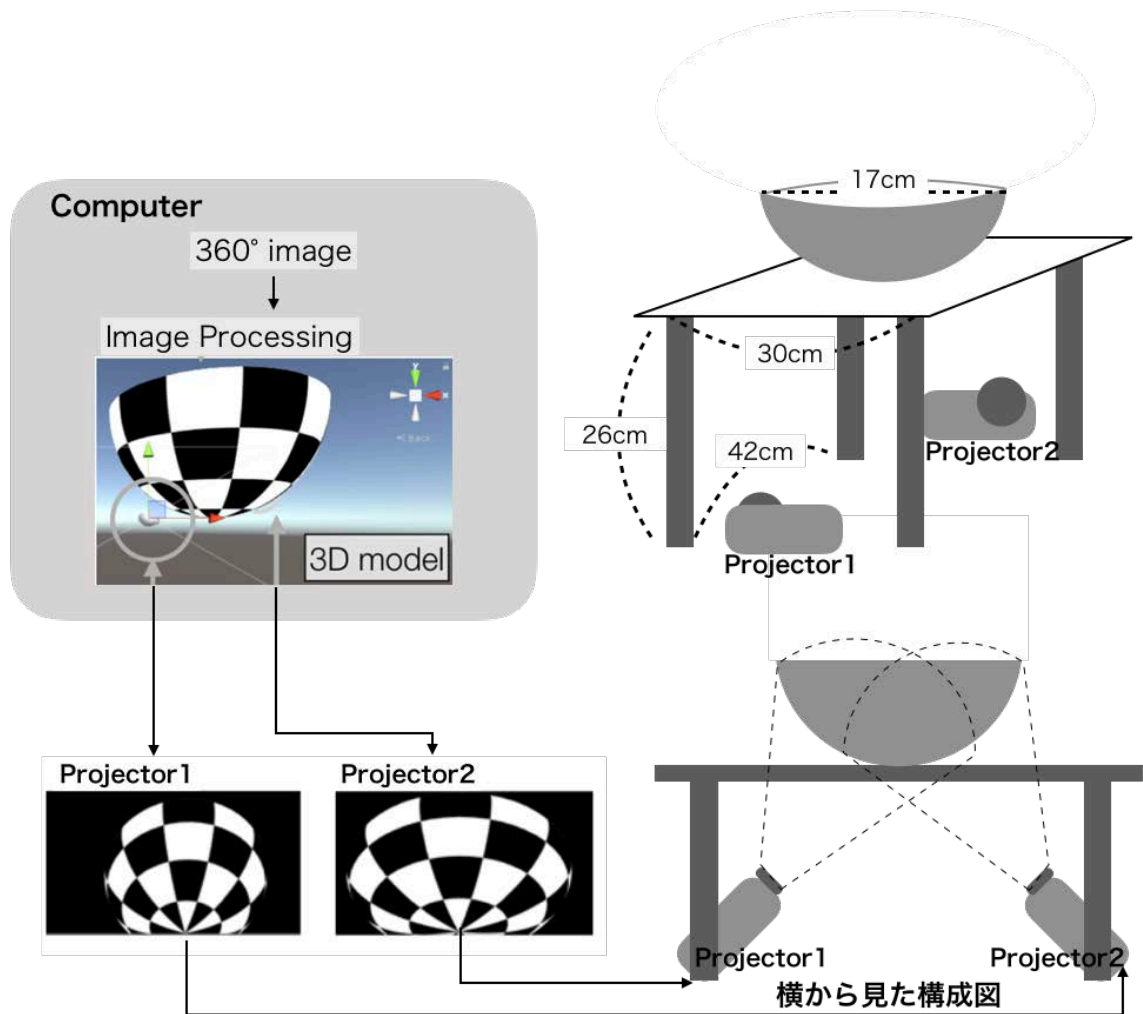 Computer
360° image
Image Processing
3D model
17cm
30cm
26cm
42cm
Projector2
Projector1
Projector1
Projector2
Projector1
Projector2
横から見た構成図